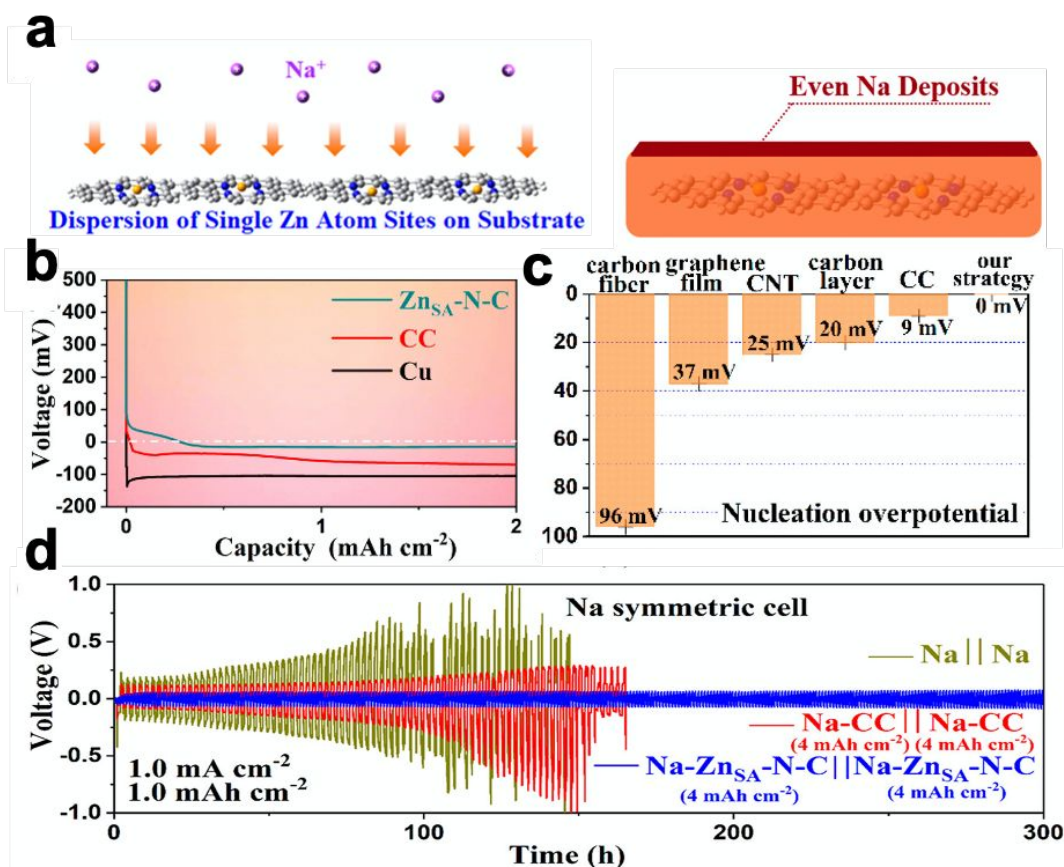 a
Na⁺
Dispersion of Single Zn Atom Sites on Substrate
Even Na Deposits
b
500
400
300
200
100
0
-100
-200
Voltage (mV)
Zn_SA-N-C
CC
Cu
0
1
2
Capacity (mAh cm⁻²)
c
carbon fiber
graphene film
CNT
carbon layer
CC
our strategy
0
20
40
60
80
100
96 mV
37 mV
25 mV
20 mV
9 mV
0 mV
Nucleation overpotential
d
1.0
0.5
0.0
-0.5
-1.0
Voltage (V)
Na symmetric cell
Na || Na
Na-CC || Na-CC
(4 mAh cm⁻²) (4 mAh cm⁻²)
Na-Zn_SA-N-C||Na-Zn_SA-N-C
(4 mAh cm⁻²) (4 mAh cm⁻²)
1.0 mA cm⁻²
1.0 mAh cm⁻²
0
100
200
300
Time (h)